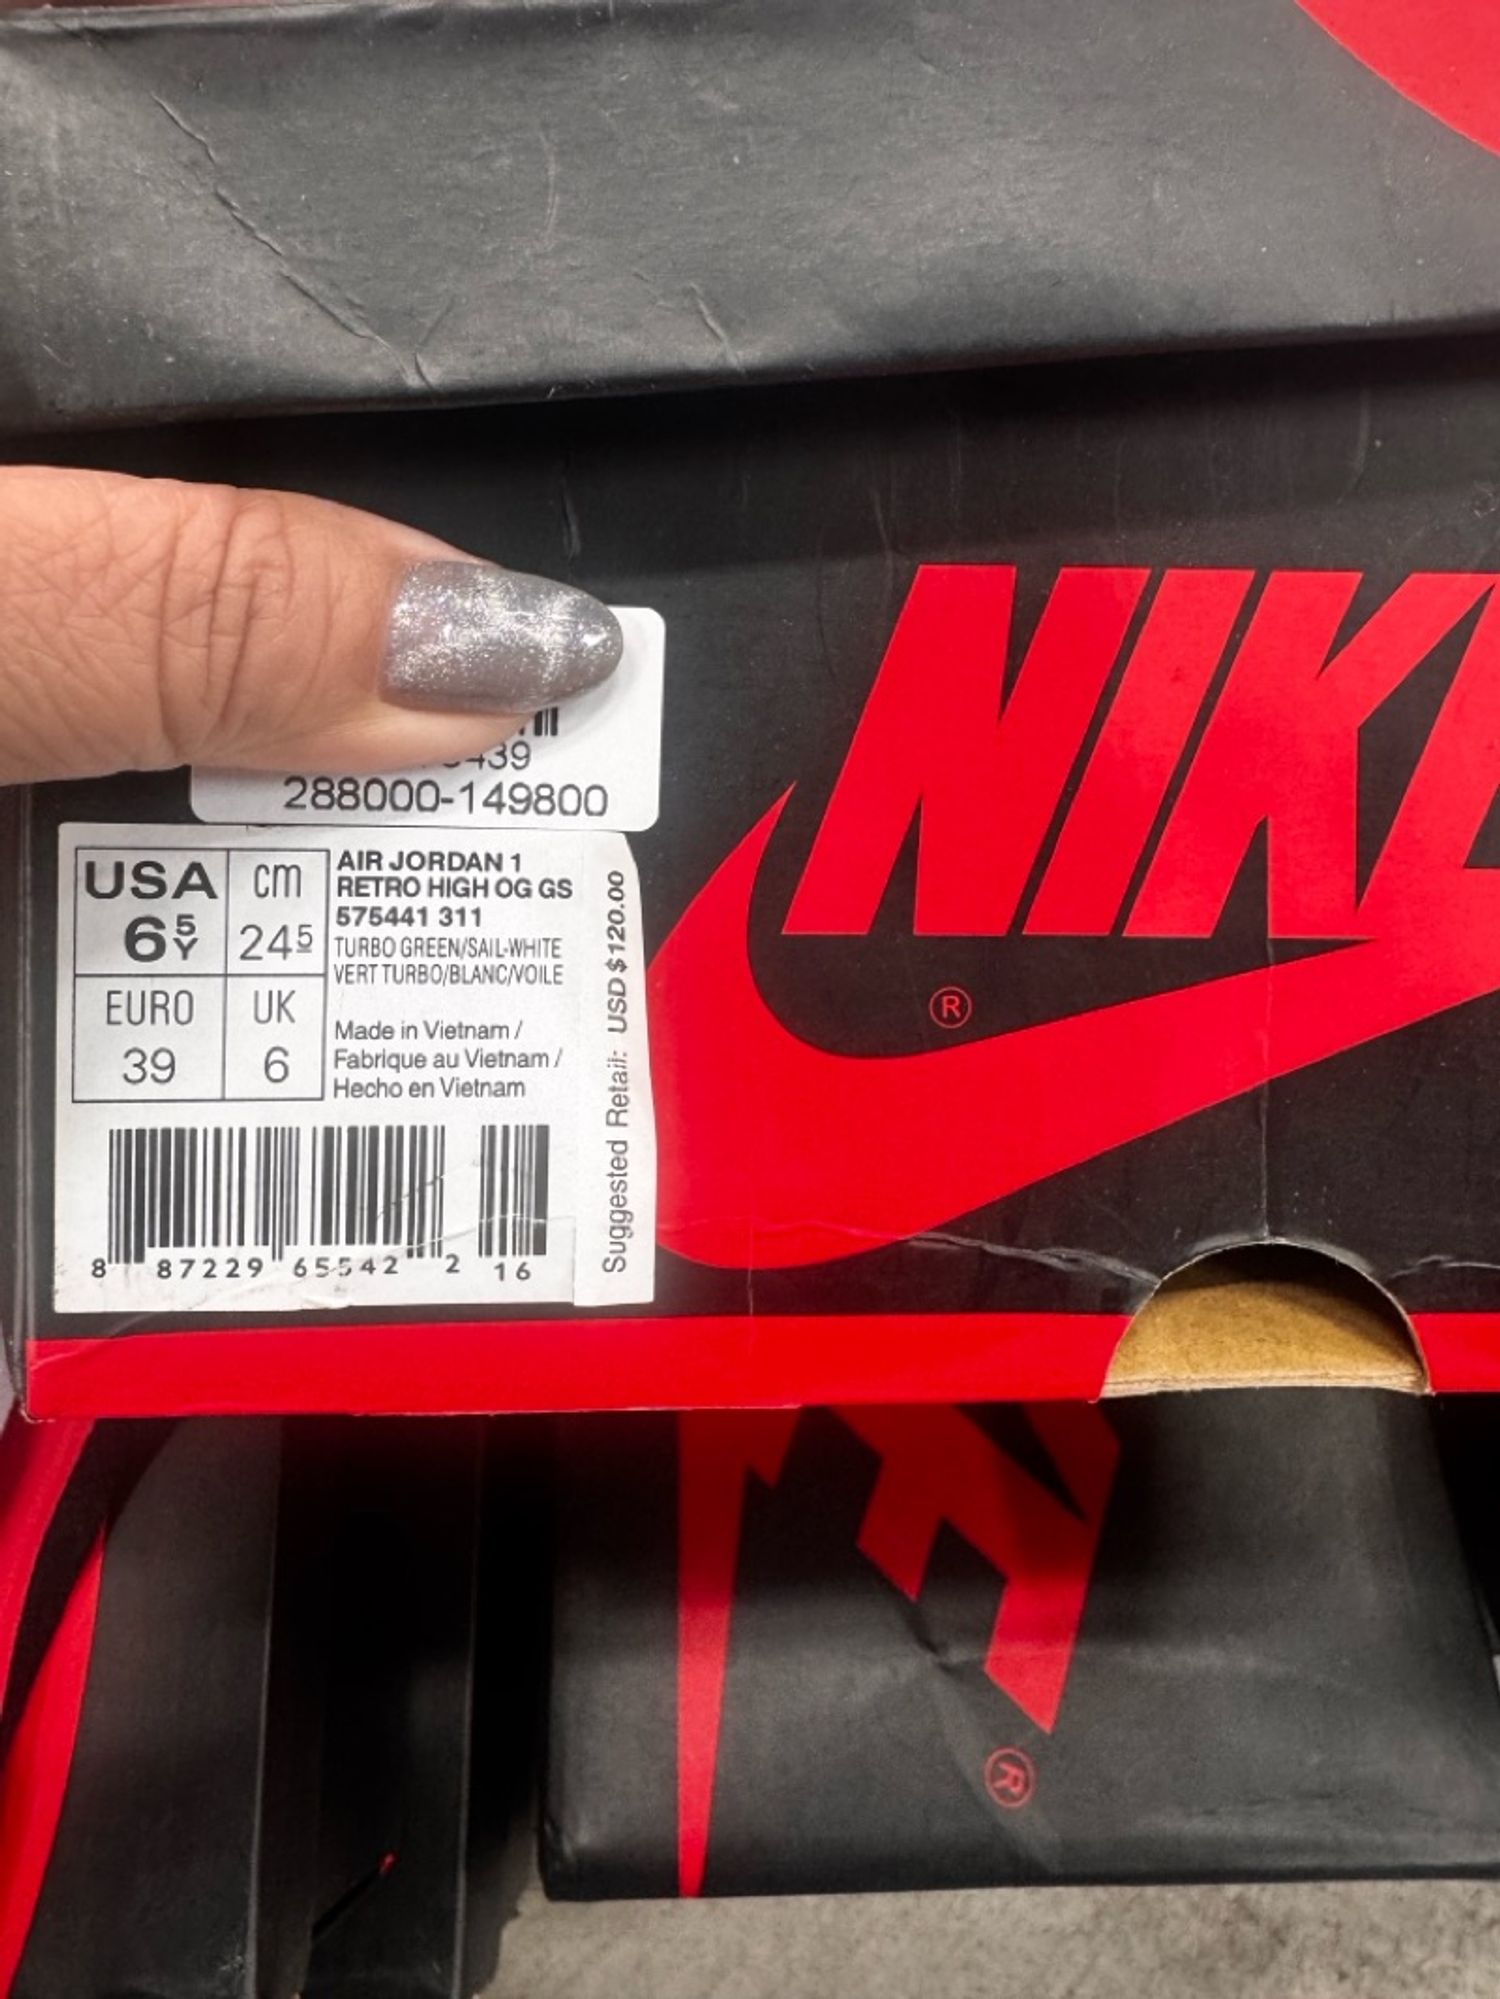 NIKE
®
439
288000-149800
USA
6 5 Y
cm
24 5
EURO
39
UK
6
AIR JORDAN 1
RETRO HIGH OG GS
575441 311
TURBO GREEN/SAIL-WHITE
VERT TURBO/BLANC/VOILE
Made in Vietnam /
Fabrique au Vietnam /
Hecho en Vietnam
Suggested Retail: USD $120.00
8 87229 65542 2 16
®